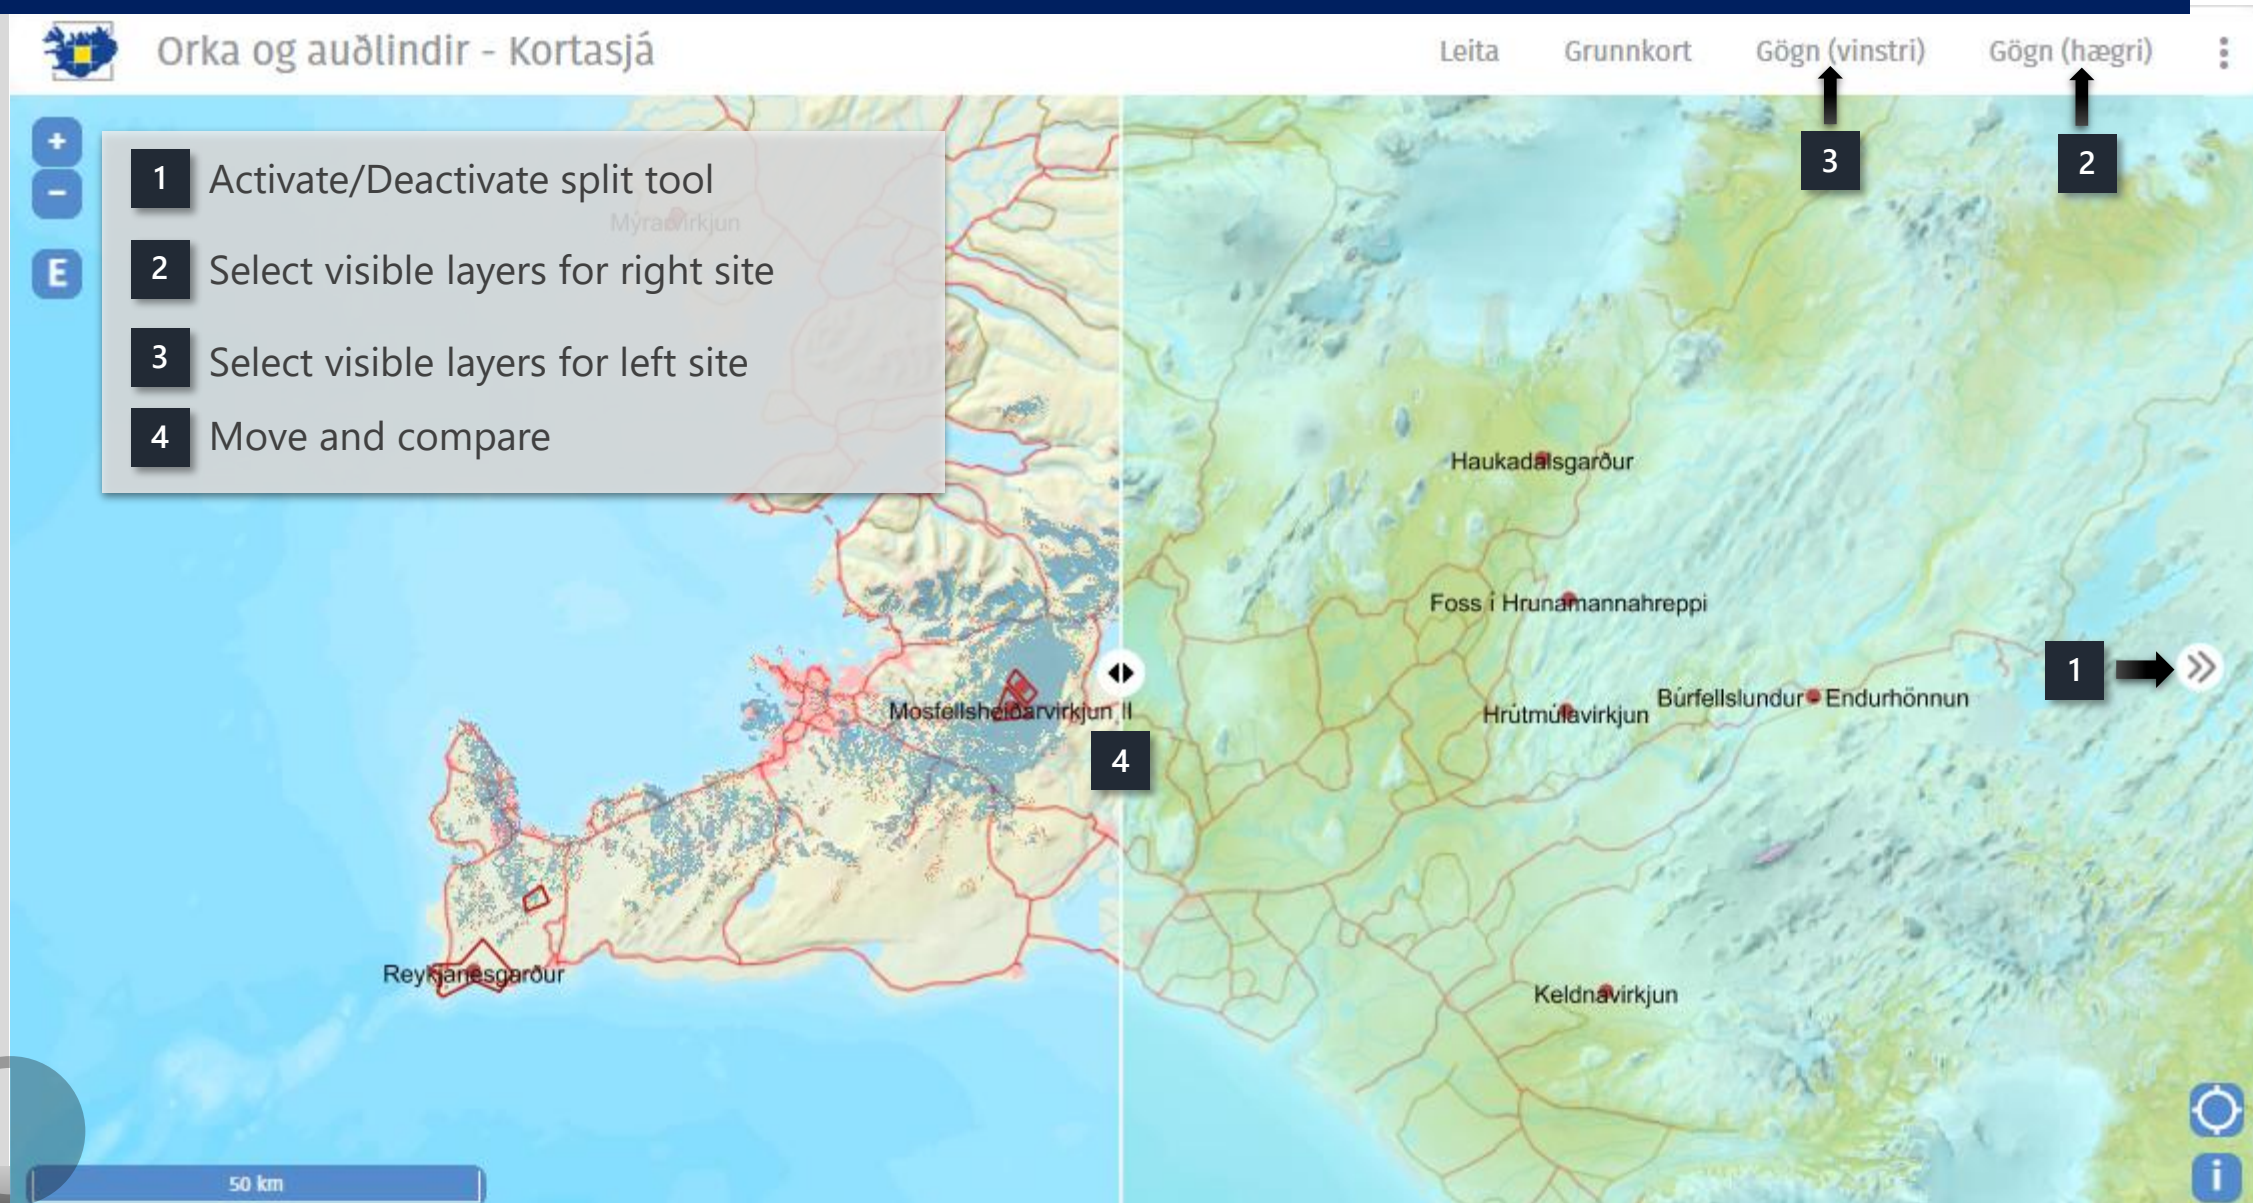 Orka og auðlindir - Kortasjá
Leita
Grunnkort
Gögn (vinstri)
Gögn (hægri)
+
-
E
3
2
1 Activate/Deactivate split tool
Mýrarvirkjun
2 Select visible layers for right site
3 Select visible layers for left site
4 Move and compare
Haukadalsgarður
Foss í Hrunamannahreppi
1
Búrfellslundur - Endurhönnun
Mosfellsheiðarvirkjun II
Hrútmúlavirkjun
4
Reykjanesgarður
Keldnavirkjun
50 km
i